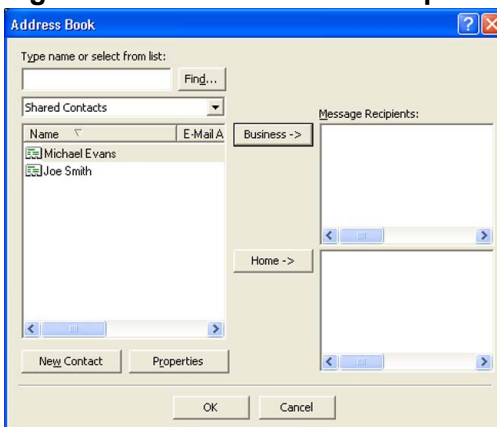 Address Book
Type name or select from list:
Find...
Shared Contacts
Message Recipients:
Name E-Mail A
Business ->
Michael Evans
Joe Smith
Home ->
New Contact Properties
OK Cancel